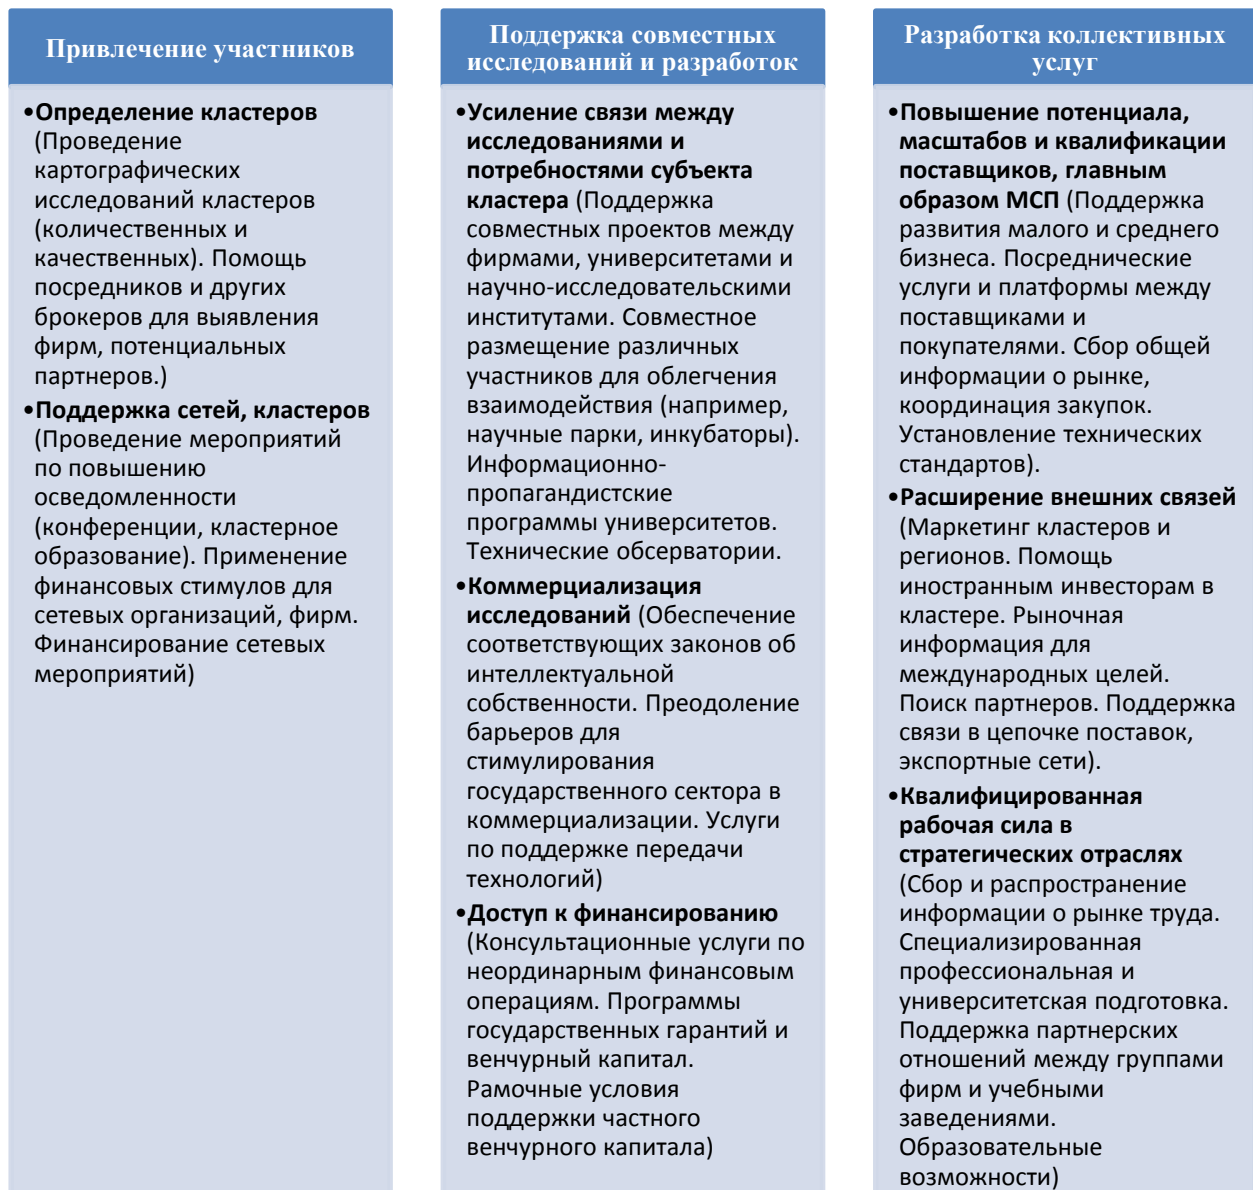 Привлечение участников
•Определение кластеров
(Проведение
картографических
исследований кластеров
(количественных и
качественных). Помощь
посредников и других
брокеров для выявления
фирм, потенциальных
партнеров.)
•Поддержка сетей, кластеров
(Проведение мероприятий
по повышению
осведомленности
(конференции, кластерное
образование). Применение
финансовых стимулов для
сетевых организаций, фирм.
Финансирование сетевых
мероприятий)
Поддержка совместных
исследований и разработок
•Усиление связи между
исследованиями и
потребностями субъекта
кластера (Поддержка
совместных проектов между
фирмами, университетами и
научно-исследовательскими
институтами. Совместное
размещение различных
участников для облегчения
взаимодействия (например,
научные парки, инкубаторы).
Информационно-
пропагандистские
программы университетов.
Технические обсерватории.
•Коммерциализация
исследований (Обеспечение
соответствующих законов об
интеллектуальной
собственности. Преодоление
барьеров для
стимулирования
государственного сектора в
коммерциализации. Услуги
по поддержке передачи
технологий)
•Доступ к финансированию
(Консультационные услуги по
неординарным финансовым
операциям. Программы
государственных гарантий и
венчурный капитал.
Рамочные условия
поддержки частного
венчурного капитала)
Разработка коллективных
услуг
•Повышение потенциала,
масштабов и квалификации
поставщиков, главным
образом МСП (Поддержка
развития малого и среднего
бизнеса. Посреднические
услуги и платформы между
поставщиками и
покупателями. Сбор общей
информации о рынке,
координация закупок.
Установление технических
стандартов).
•Расширение внешних связей
(Маркетинг кластеров и
регионов. Помощь
иностранным инвесторам в
кластере. Рыночная
информация для
международных целей.
Поиск партнеров. Поддержка
связи в цепочке поставок,
экспортные сети).
•Квалифицированная
рабочая сила в
стратегических отраслях
(Сбор и распространение
информации о рынке труда.
Специализированная
профессиональная и
университетская подготовка.
Поддержка партнерских
отношений между группами
фирм и учебными
заведениями.
Образовательные
возможности)